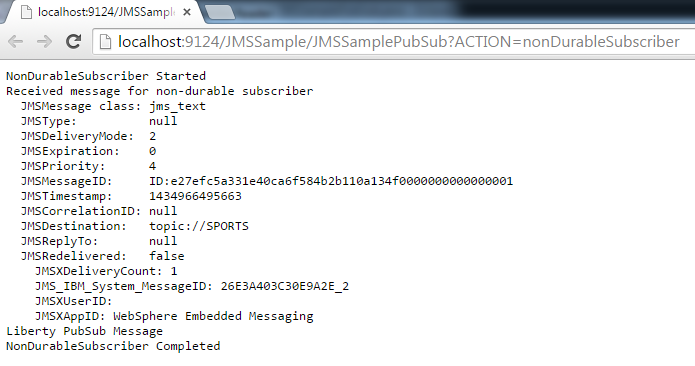 localhost:9124/JMSSamp
localhost:9124/JMSSample/JMSSamplePubSub?ACTION=nonDurableSubscriber
NonDurableSubscriber Started
Received message for non-durable subscriber
JMSMessage class: jms_text
JMSType: null
JMSDeliveryMode: 2
JMSExpiration: 0
JMSPriority: 4
JMSMessageID: ID:e27efc5a331e40ca6f584b2b110a134f0000000000000001
JMSTimestamp: 1434966495663
JMSCorrelationID: null
JMSDestination: topic://SPORTS
JMSReplyTo: null
JMSRedelivered: false
JMSXDeliveryCount: 1
JMS_IBM_System_MessageID: 26E3A403C30E9A2E_2
JMSXUserID:
JMSXAppID: WebSphere Embedded Messaging
Liberty PubSub Message
NonDurableSubscriber Completed